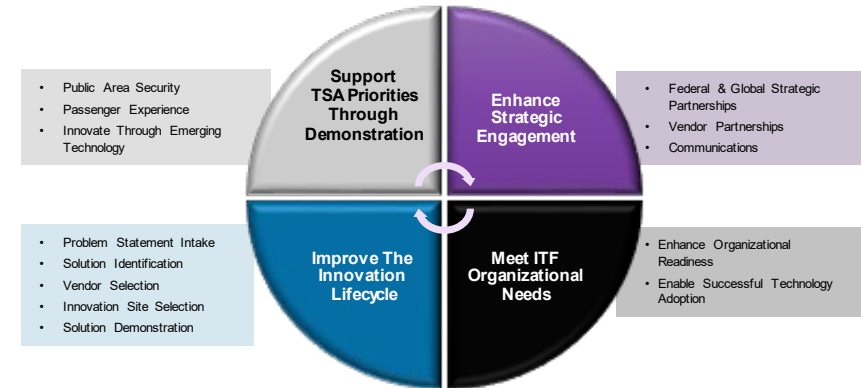 Support
TSA Priorities
Through
Demonstration
• Public Area Security
• Passenger Experience
• Innovate Through Emerging
Technology
Enhance
Strategic
Engagement
• Federal & Global Strategic
Partnerships
• Vendor Partnerships
• Communications
Improve The
Innovation
Lifecycle
• Problem Statement Intake
• Solution Identification
• Vendor Selection
• Innovation Site Selection
• Solution Demonstration
Meet ITF
Organizational
Needs
• Enhance Organizational
Readiness
• Enable Successful Technology
Adoption